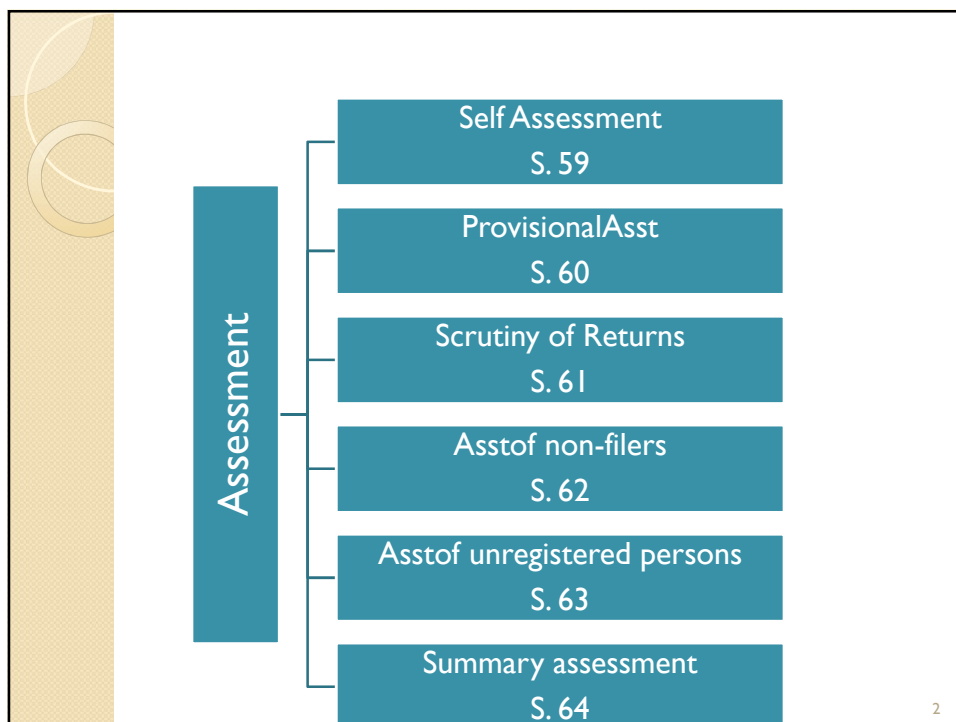 Assessment
Self Assessment
S. 59
ProvisionalAsst
S. 60
Scrutiny of Returns
S. 61
Asstof non-filers
S. 62
Asstof unregistered persons
S. 63
Summary assessment
S. 64
2